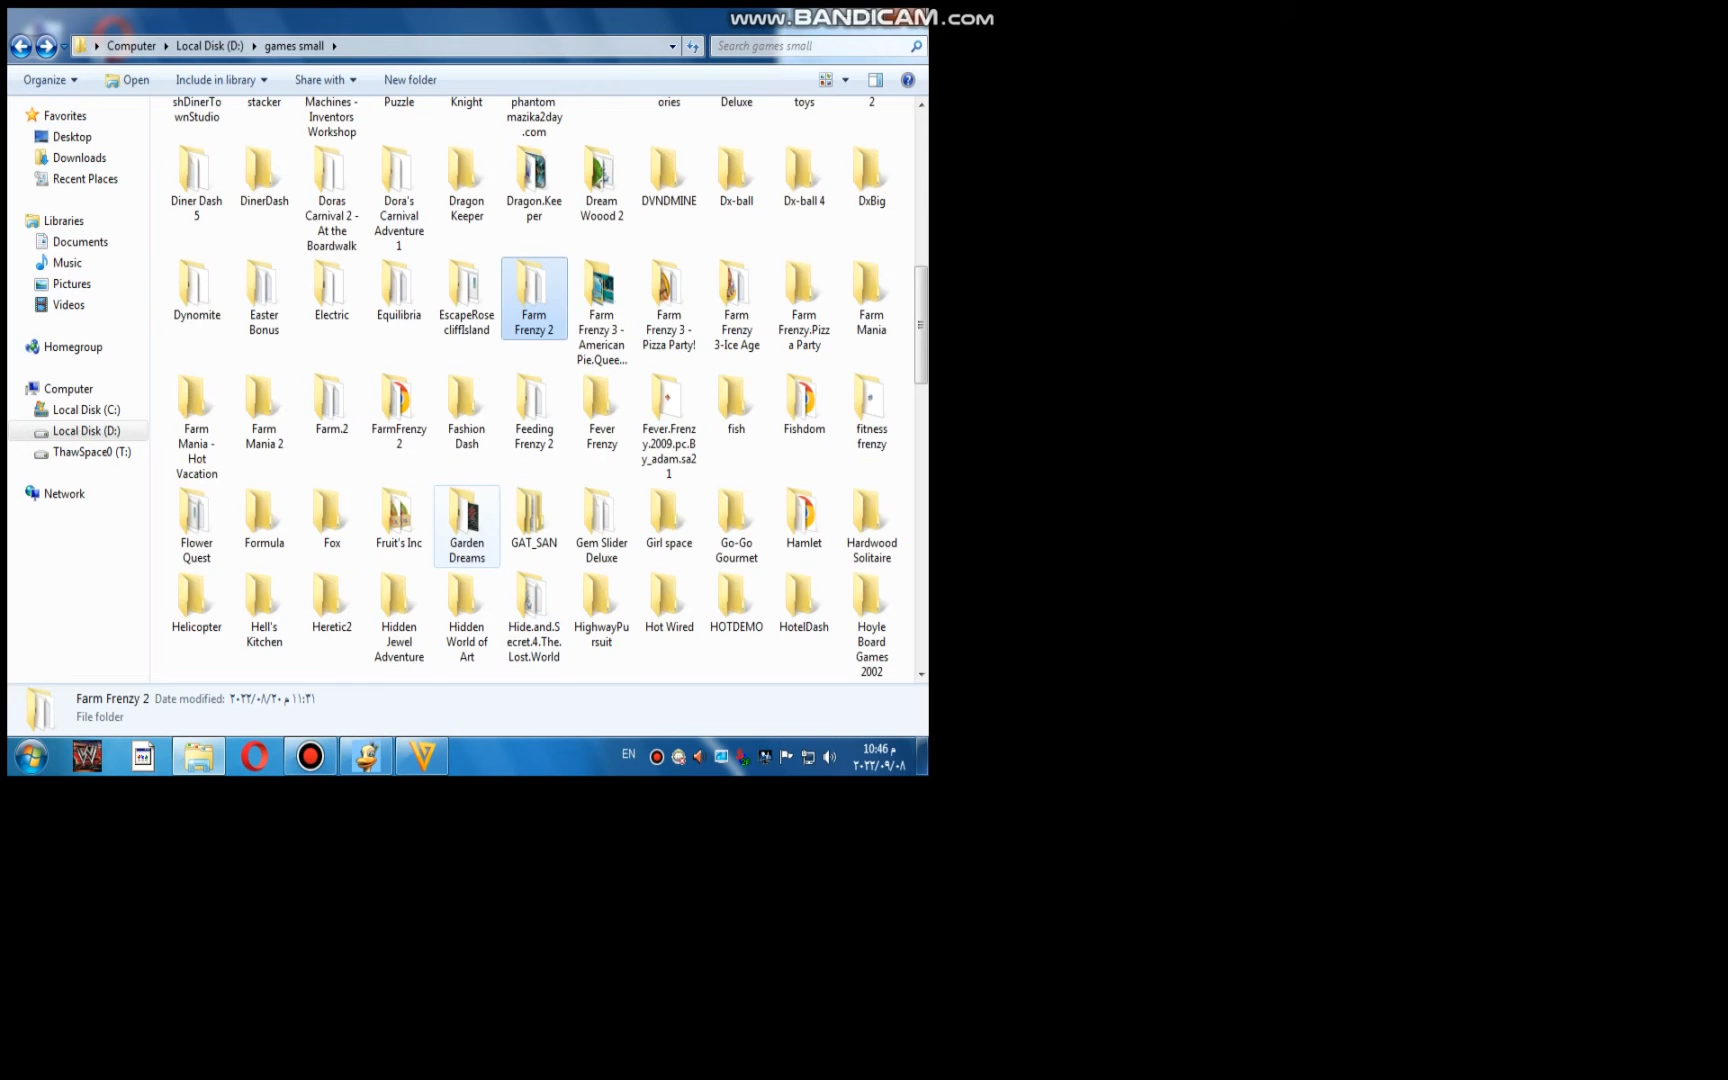 www.BANDICAM.com
Computer Local Disk (D:) games small
Search games small
Organize Open Include in library Share with New folder
Favorites
Desktop
Downloads
Recent Places
Libraries
Documents
Music
Pictures
Videos
Homegroup
Computer
Local Disk (C:)
Local Disk (D:)
ThawSpace0 (T:)
Network
shDinerTo
wnStudio
stacker
Machines -
Inventors
Workshop
Puzzle
Knight
phantom
mazika2day
.com
ories
Deluxe
toys
2
Diner Dash
5
DinerDash
Doras
Carnival 2 -
At the
Boardwalk
Dora's
Carnival
Adventure
1
Dragon
Keeper
Dragon.Kee
per
Dream
Woood 2
DVNDMINE
Dx-ball
Dx-ball 4
DxBig
Dynomite
Easter
Bonus
Electric
Equilibria
EscapeRose
cliffIsland
Farm
Frenzy 2
Farm
Frenzy 3 -
American
Pie.Quee...
Farm
Frenzy 3 -
Pizza Party!
Farm
Frenzy
3-Ice Age
Farm
Frenzy.Pizz
a Party
Farm
Mania
Farm
Mania -
Hot
Vacation
Farm
Mania 2
Farm.2
FarmFrenzy
2
Fashion
Dash
Feeding
Frenzy 2
Fever
Frenzy
Fever.Frenz
y.2009.pc.B
y_adam.sa2
1
fish
Fishdom
fitness
frenzy
Flower
Quest
Formula
Fox
Fruit's Inc
Garden
Dreams
GAT_SAN
Gem Slider
Deluxe
Girl space
Go-Go
Gourmet
Hamlet
Hardwood
Solitaire
Helicopter
Hell's
Kitchen
Heretic2
Hidden
Jewel
Adventure
Hidden
World of
Art
Hide.and.S
ecret.4.The.
Lost.World
HighwayPu
rsuit
Hot Wired
HOTDEMO
HotelDash
Hoyle
Board
Games
2002
Farm Frenzy 2 Date modified: ٢٠٢٢/٠٨/٢٠ م ١١:٣١
File folder
EN
10:46 م
٢٠٢٢/٠٩/٠٨